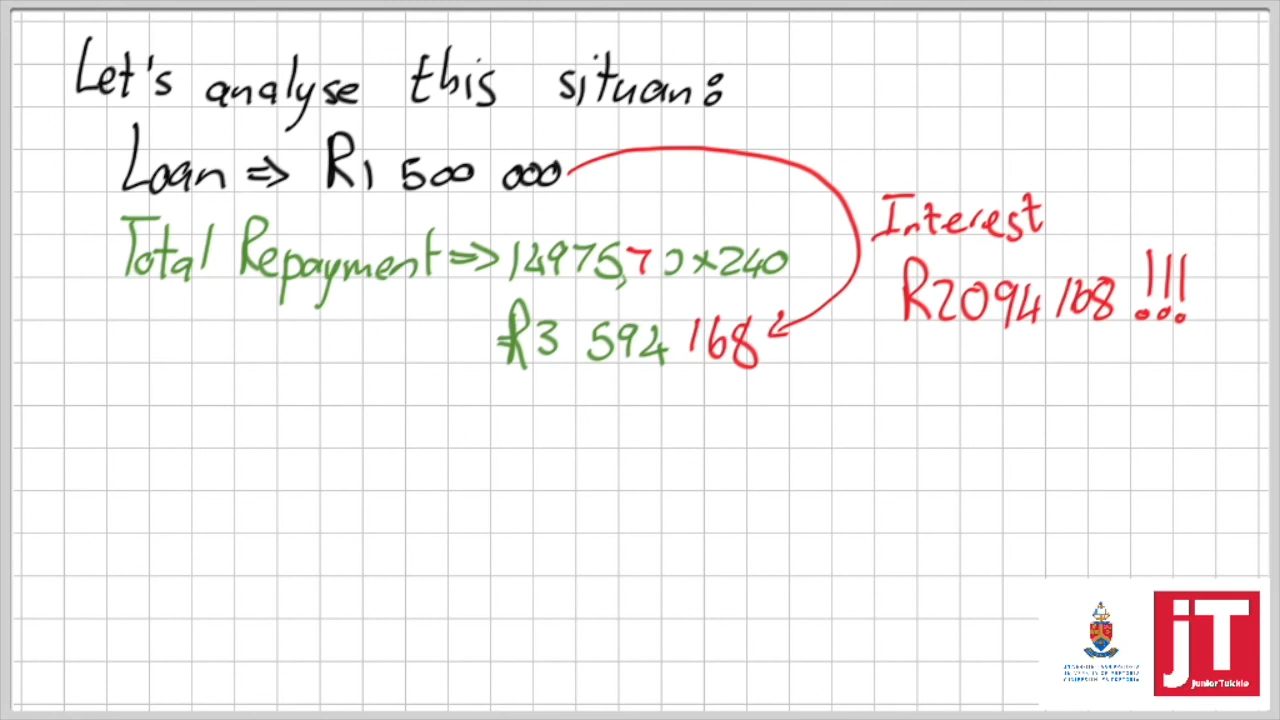 Let's analyse this situan:
Loan => R1 500 000
Total Repayment => 14975,70 × 240
=R3 594 168
Interest
R2094 168 !!!
jT
JuniorTukkie